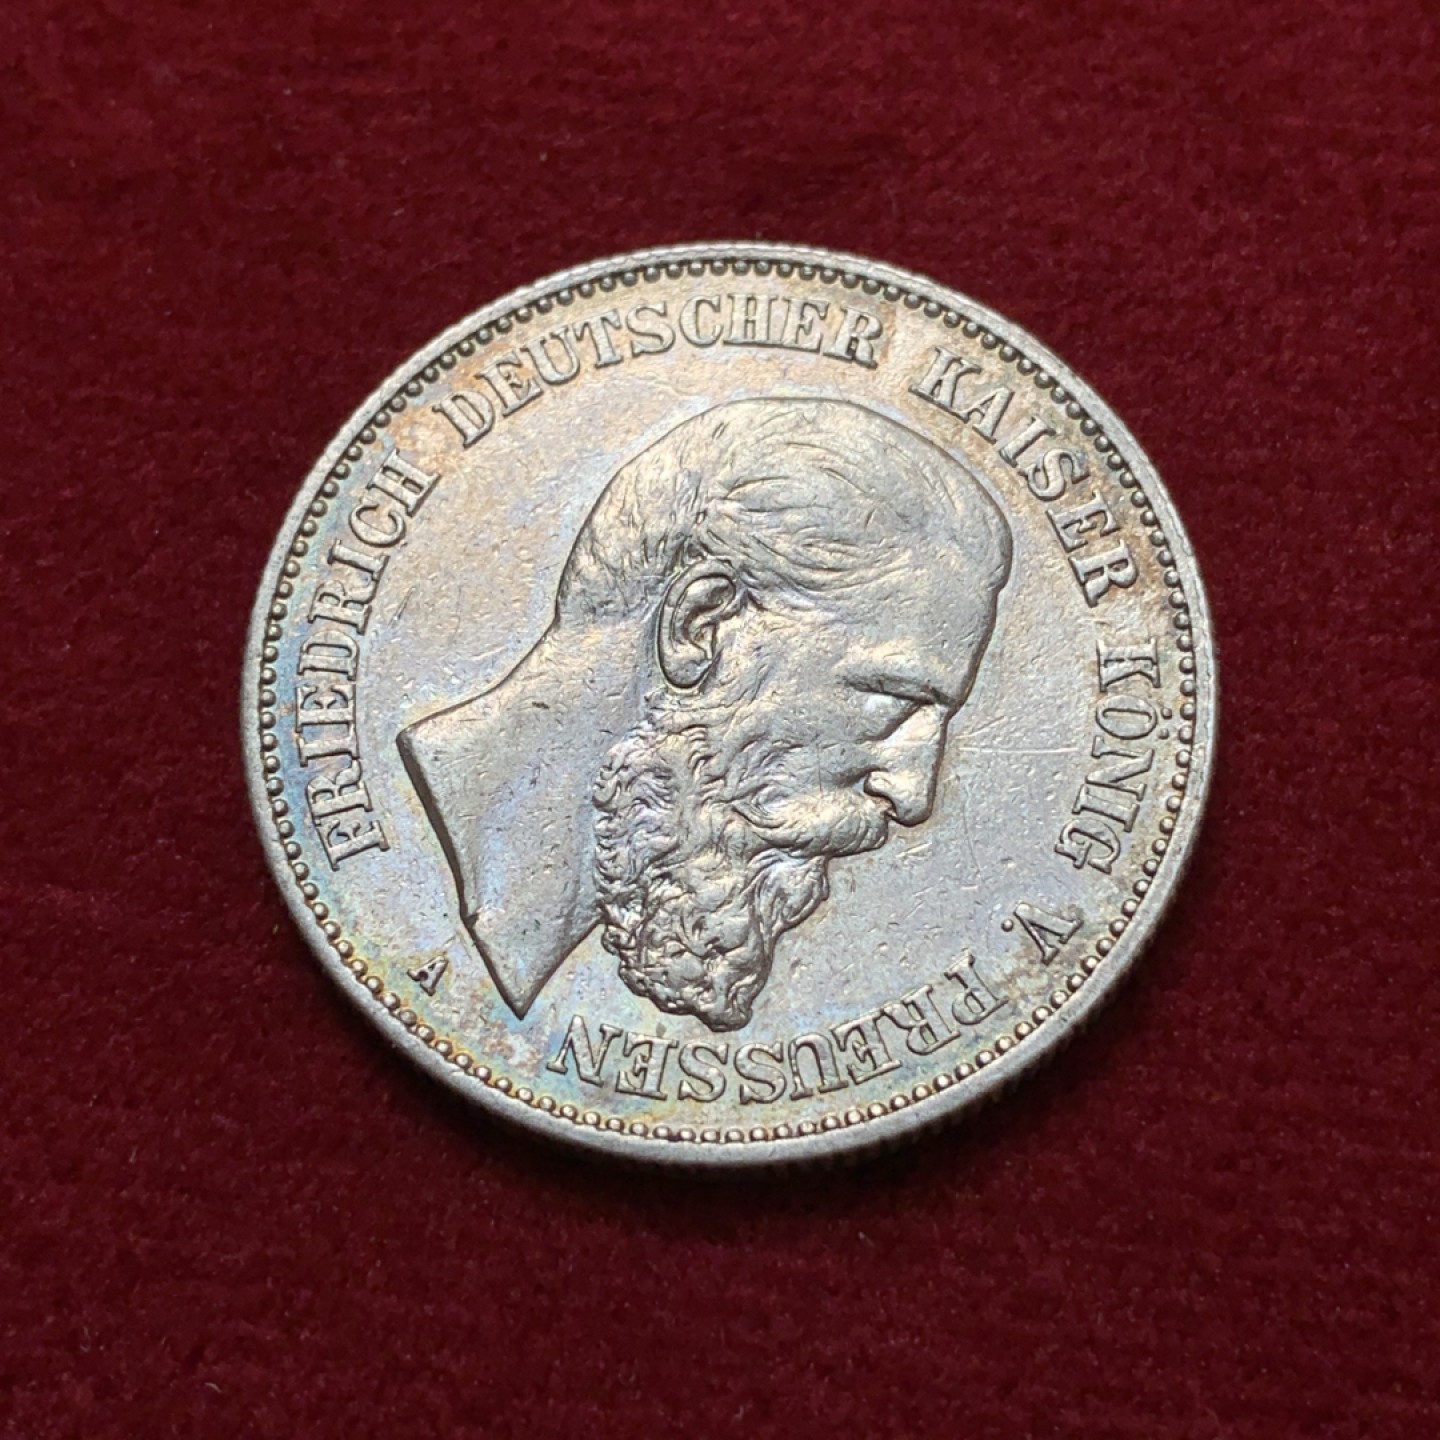 FRIEDRICH DEUTSCHER KAISER KÖNIG V. PREUSSEN
A